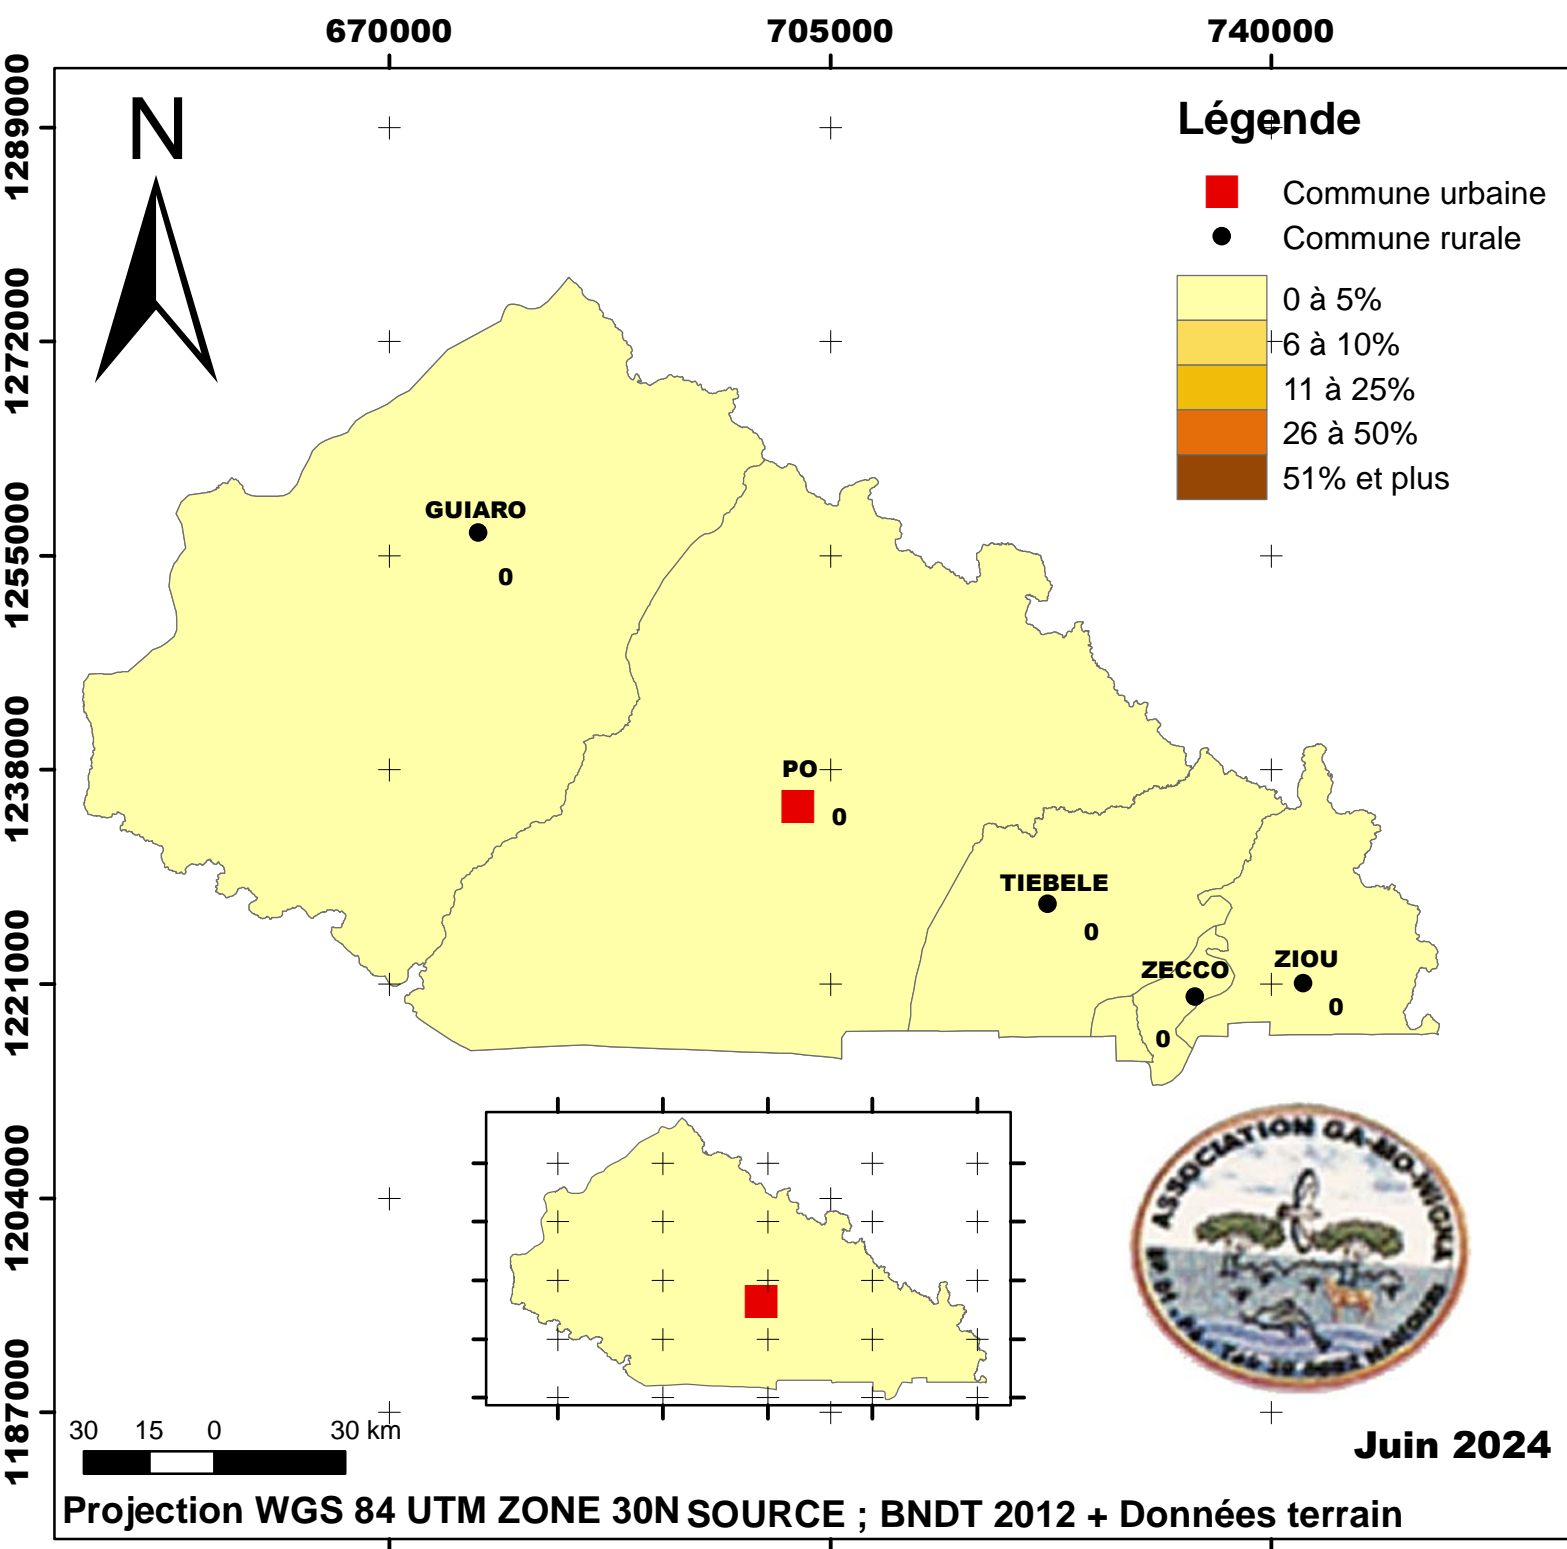 670000 705000 740000
1289000
1272000
1255000
1238000
1221000
1204000
1187000
N
Légende
Commune urbaine
Commune rurale
0 à 5%
6 à 10%
11 à 25%
26 à 50%
51% et plus
GUIARO
0
PO
0
TIEBELE
0
ZECCO
0
ZIOU
0
ASSOCIATION GA-MO-WIGNA
30 15 0 30 km
Juin 2024
Projection WGS 84 UTM ZONE 30N SOURCE ; BNDT 2012 + Données terrain